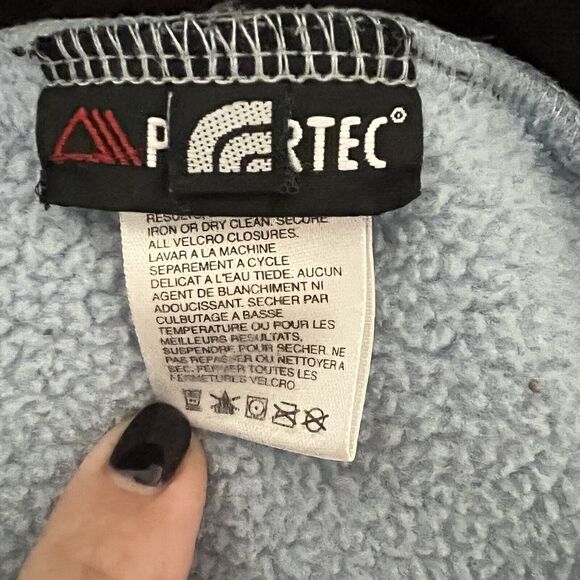 P RTEC
IRON OR DRY CLEAN. SECURE
ALL VELCRO CLOSURES.
LAVAR A LA MACHINE
SEPAREMENT A CYCLE
DELICAT A L'EAU TIEDE. AUCUN
AGENT DE BLANCHIMENT NI
ADOUCISSANT. SECHER PAR
CULBUTAGE A BASSE
TEMPERATURE OU POUR LES
MEILLEURS RESULTATS,
SUSPENDRE POUR SECHER. NE
PAS REPASSER OU NETTOYER A
SEC. FERMER TOUTES LES
FERMETURES VELCRO